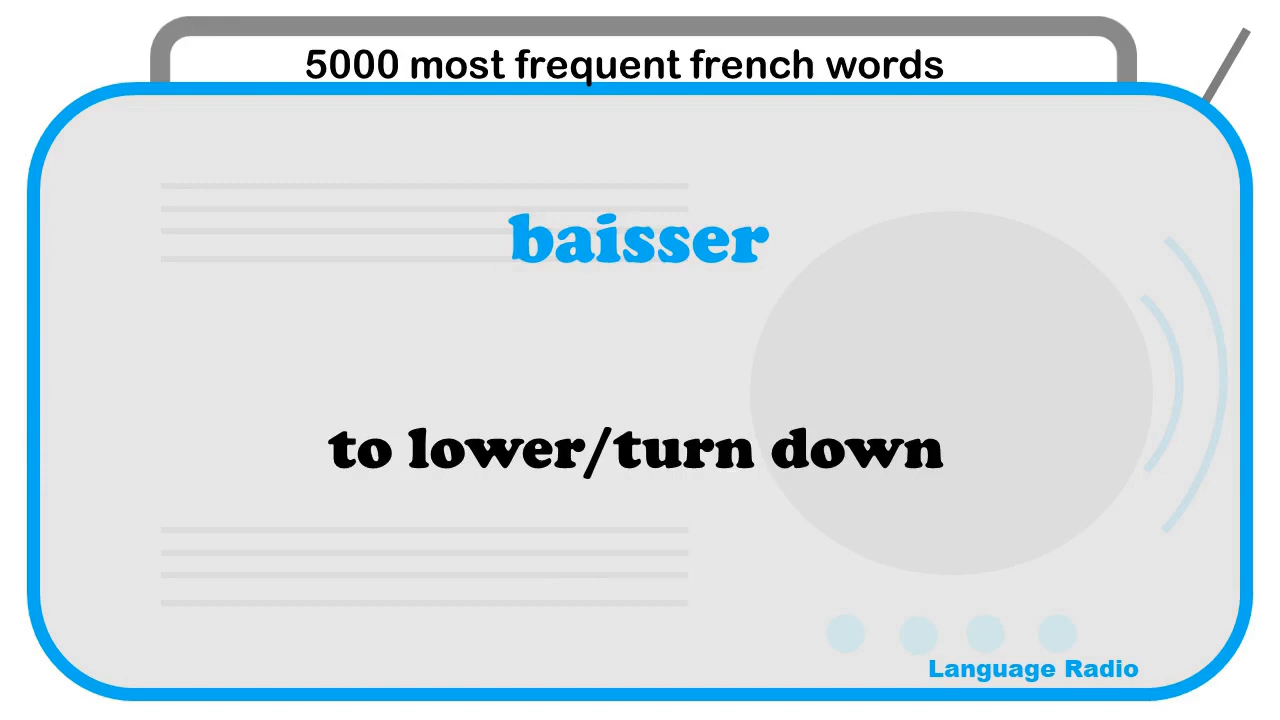 5000 most frequent french words
baisser
to lower/turn down
Language Radio